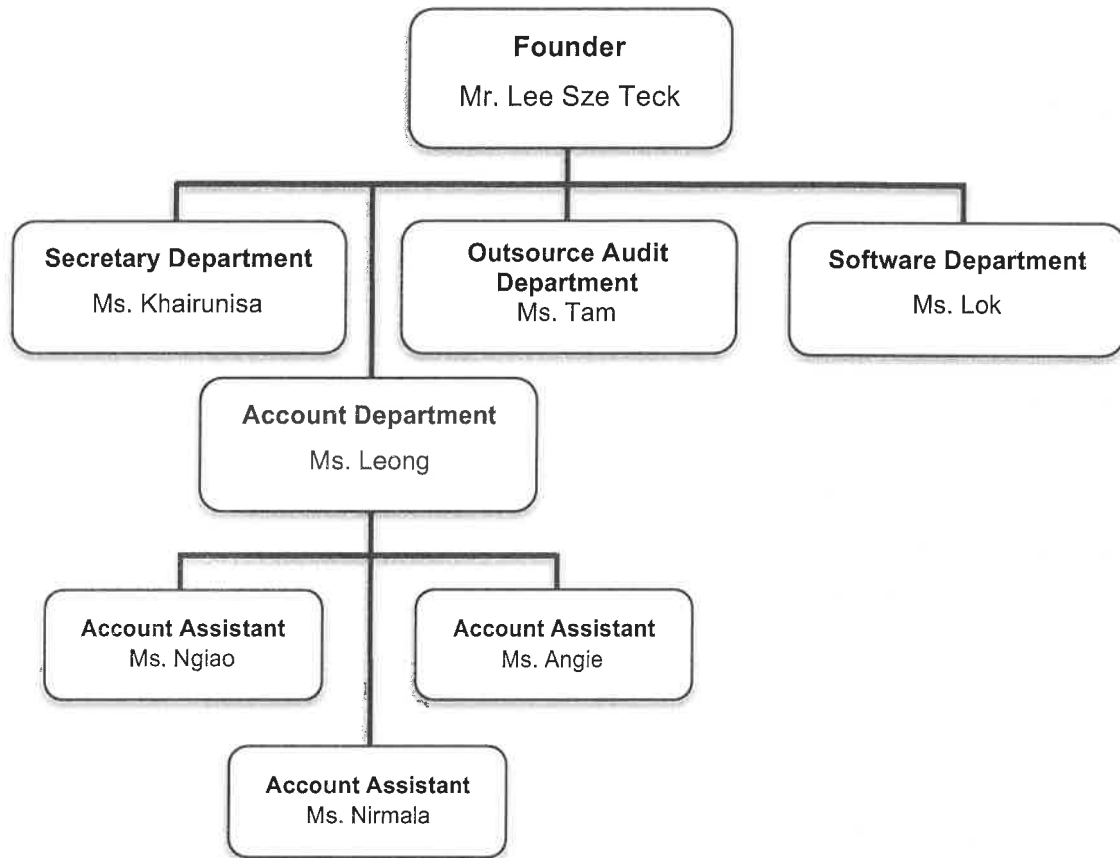 Founder
Mr. Lee Sze Teck
Secretary Department
Ms. Khairunisa
Outsource Audit
Department
Ms. Tam
Software Department
Ms. Lok
Account Department
Ms. Leong
Account Assistant
Ms. Ngiao
Account Assistant
Ms. Angie
Account Assistant
Ms. Nirmala